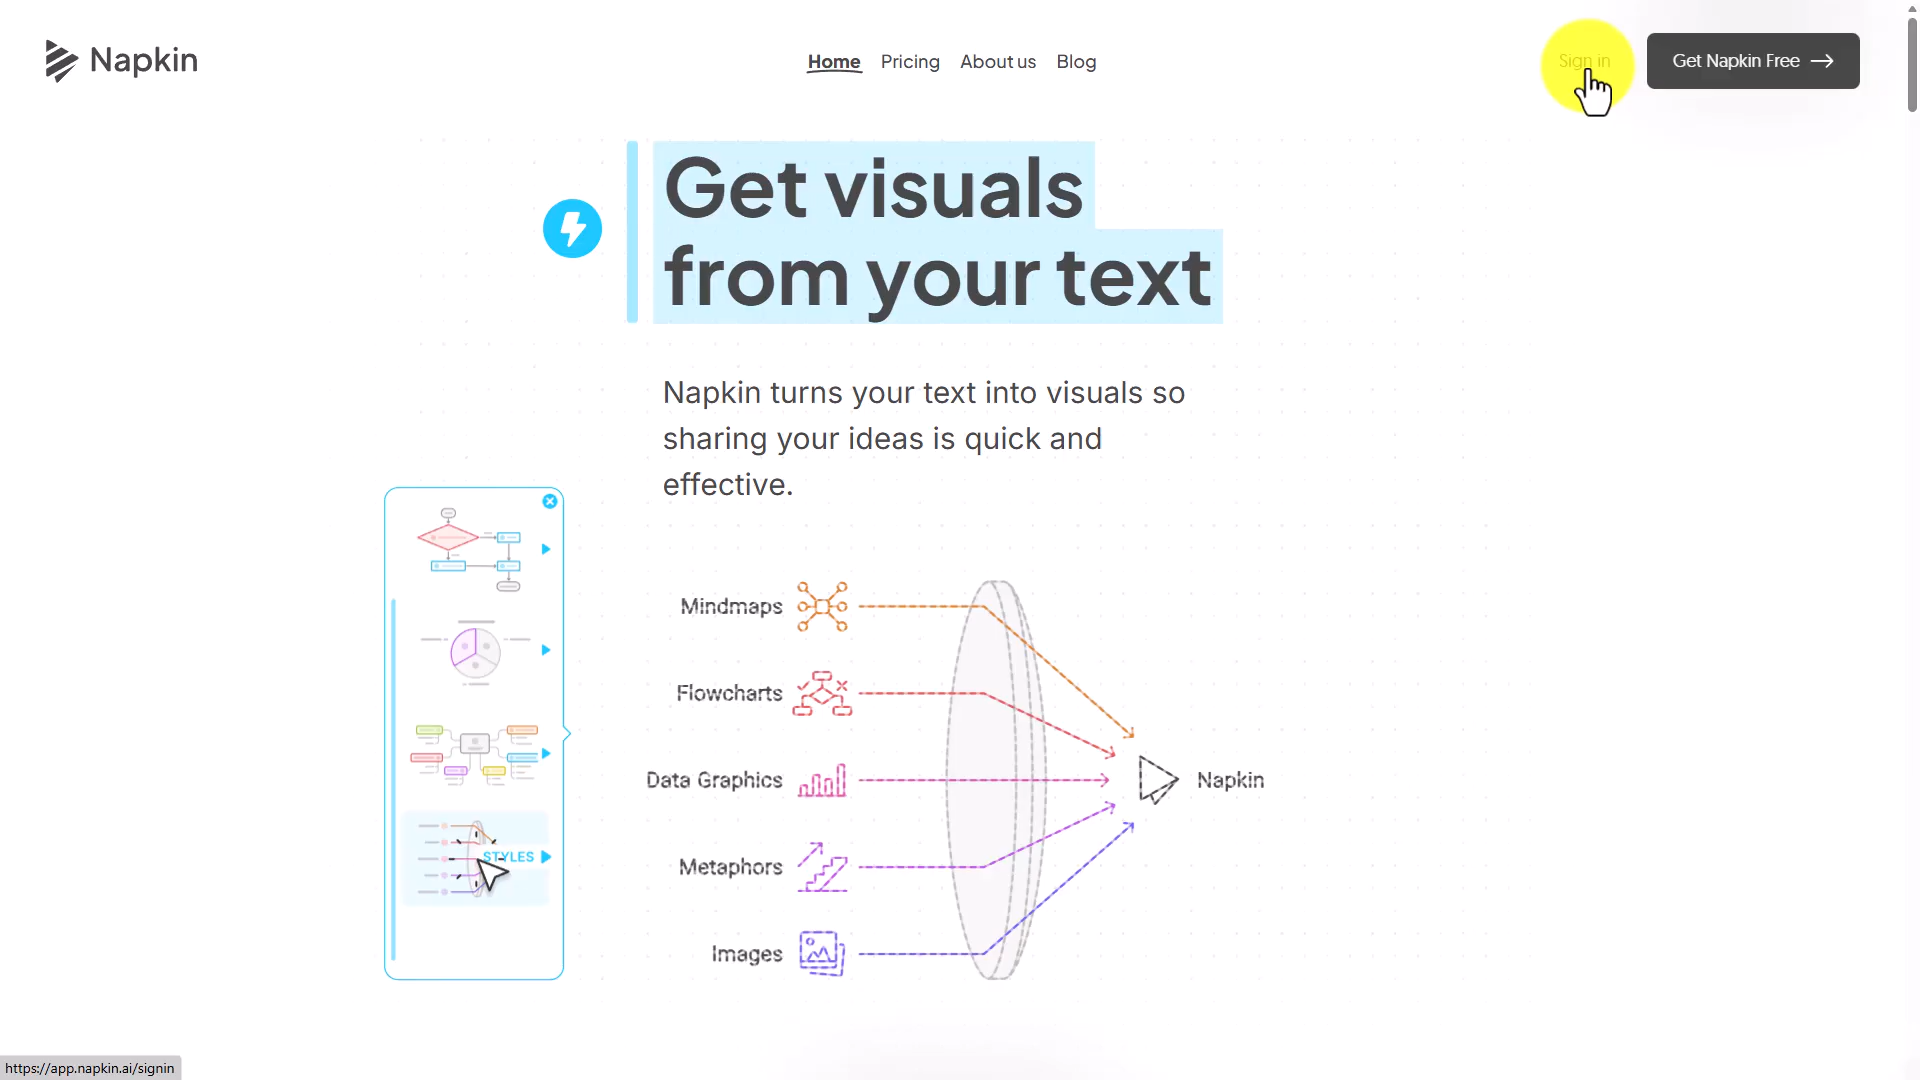 Napkin
Home
Pricing
About us
Blog
Sign in
Get Napkin Free
Get visuals
from your text
Napkin turns your text into visuals so
sharing your ideas is quick and
effective.
STYLES
Mindmaps
Flowcharts
Data Graphics
Metaphors
Images
Napkin
https://app.napkin.ai/signin